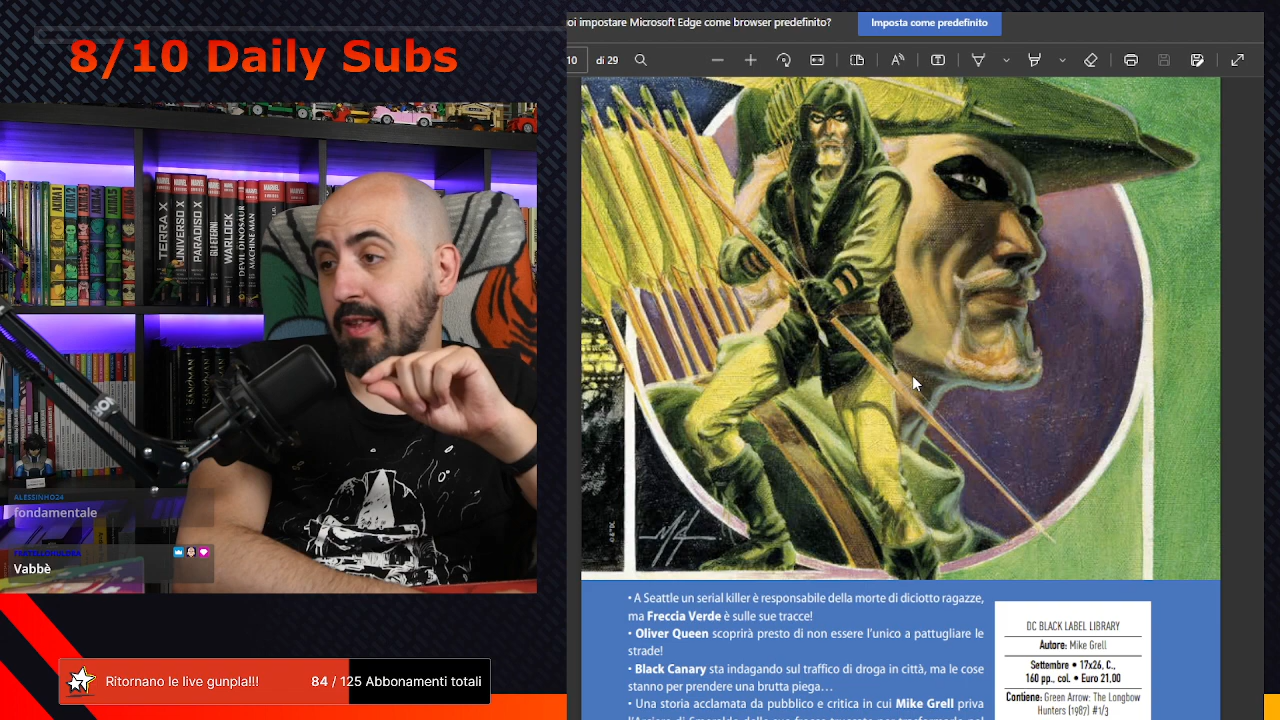 8/10 Daily Subs
oi impostare Microsoft Edge come browser predefinito?
Imposta come predefinito
10 di 29
AKIRA
TERRA X
UNIVERSO X
PARADISO X
GLI ETERNI
WARLOCK
DEVIL DINOSAUR
MACHINE MAN
MARVEL
ALESSINHO24
fondamentale
Vabbè
Ritornano le live gunpla!!!
84 / 125 Abbonamenti totali
• A Seattle un serial killer è responsabile della morte di diciotto ragazze,
ma Freccia Verde è sulle sue tracce!
• Oliver Queen scoprirà presto di non essere l'unico a pattugliare le
strade!
• Black Canary sta indagando sul traffico di droga in città, ma le cose
stanno per prendere una brutta piega…
• Una storia acclamata da pubblico e critica in cui Mike Grell priva
DC BLACK LABEL LIBRARY
Autore: Mike Grell
Settembre • 17x26, C.,
160 pp., col. • Euro 21,00
Contiene: Green Arrow: The Longbow
Hunters (1987) #1/3